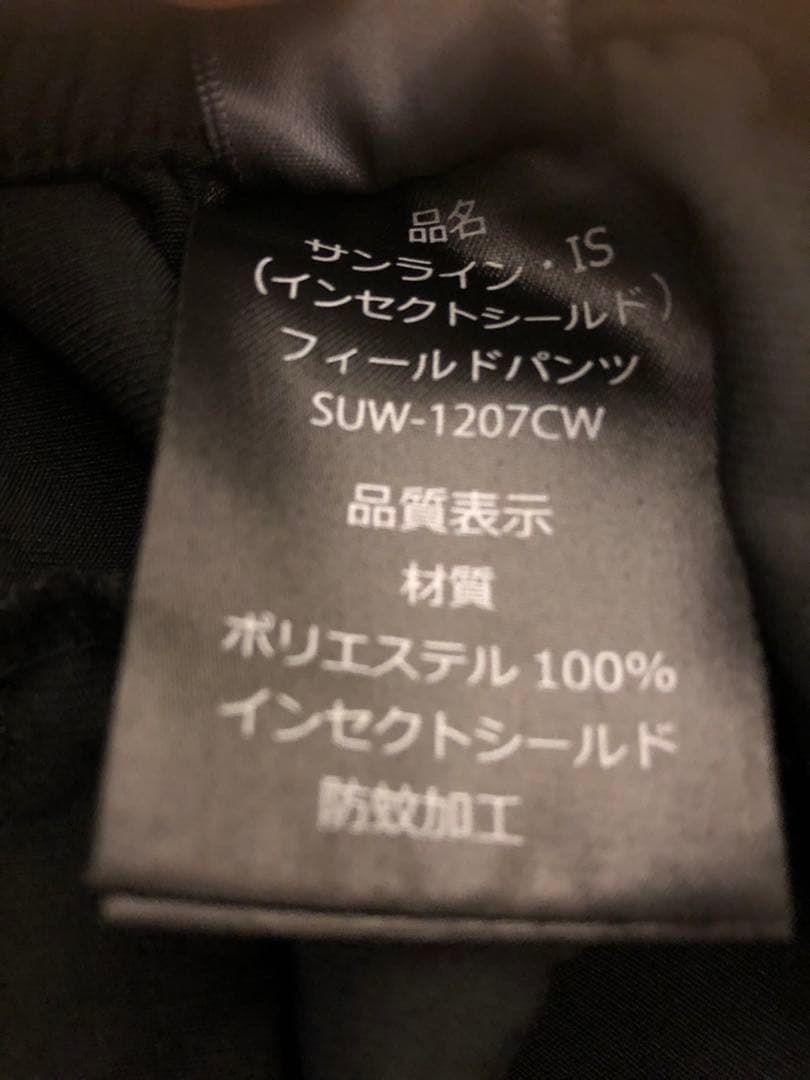 品名
サンライン・IS
(インセクトシールド)
フィールドパンツ
SUW-1207CW
品質表示
材質
ポリエステル 100%
インセクトシールド
防蚊加工